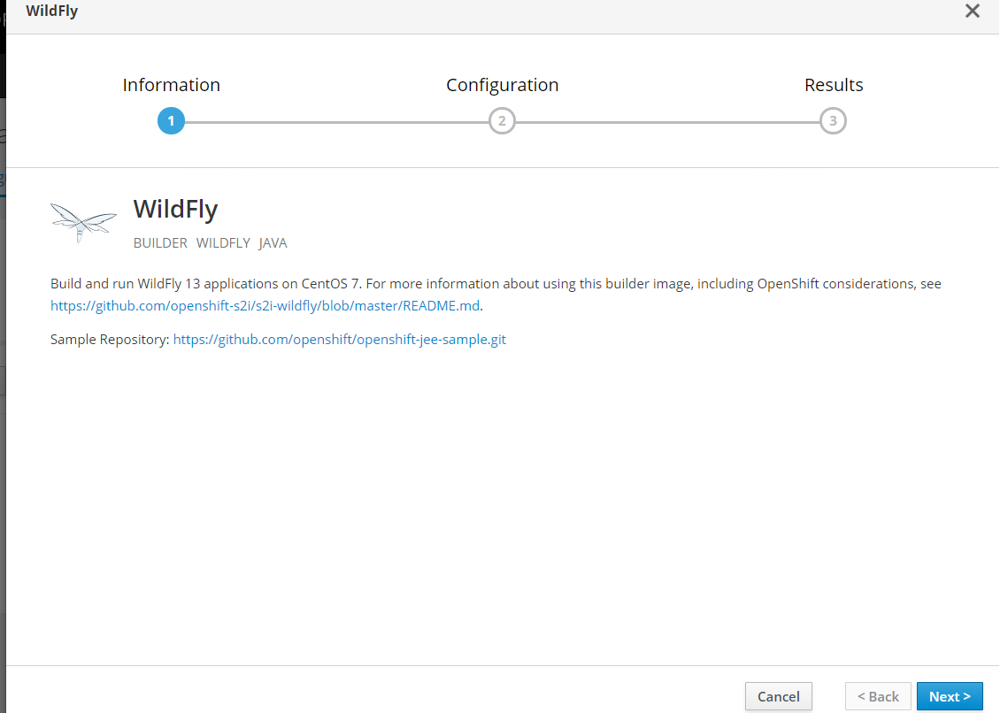 WildFly
Information
Configuration
Results
1
2
3
WildFly
BUILDER WILDFLY JAVA
Build and run WildFly 13 applications on CentOS 7. For more information about using this builder image, including OpenShift considerations, see
https://github.com/openshift-s2i/s2i-wildfly/blob/master/README.md.
Sample Repository: https://github.com/openshift/openshift-jee-sample.git
Cancel
< Back
Next >